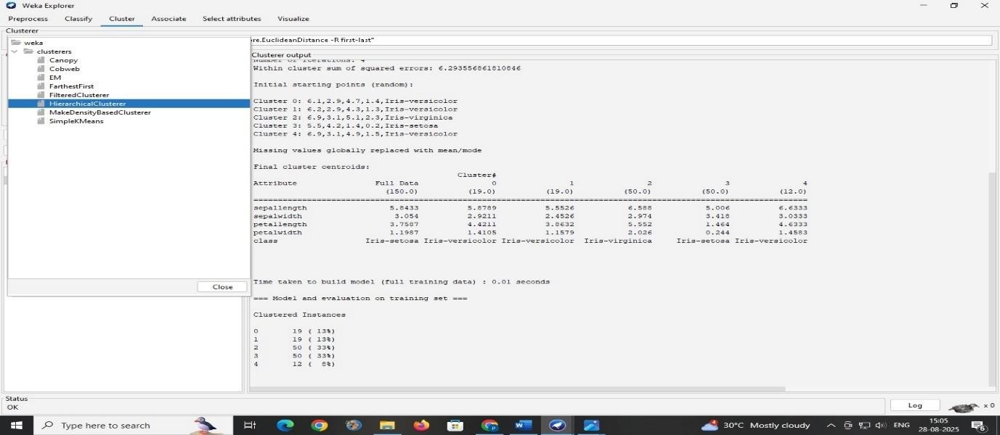 Weka Explorer
Preprocess Classify Cluster Associate Select attributes Visualize
Clusterer
re.EuclideanDistance -R first-last"
weka
clusterers
Canopy
Cobweb
EM
FarthestFirst
FilteredClusterer
HierarchicalClusterer
MakeDensityBasedClusterer
SimpleKMeans
Close
Clusterer output
Number of iterations: 4
Within cluster sum of squared errors: 6.293556861810846
Initial starting points (random):
Cluster 0: 6.1,2.9,4.7,1.4,Iris-versicolor
Cluster 1: 6.2,2.9,4.3,1.3,Iris-versicolor
Cluster 2: 6.9,3.1,5.1,2.3,Iris-virginica
Cluster 3: 5.5,4.2,1.4,0.2,Iris-setosa
Cluster 4: 6.9,3.1,4.9,1.5,Iris-versicolor
Missing values globally replaced with mean/mode
Final cluster centroids:
Cluster#
Attribute Full Data 0 1 2 3 4
(150.0) (19.0) (19.0) (50.0) (50.0) (12.0)
==========================================================================================
sepallength 5.8433 5.8789 5.5526 6.588 5.006 6.6333
sepalwidth 3.054 2.9211 2.4526 2.974 3.418 3.0333
petallength 3.7587 4.4211 3.8632 5.552 1.464 4.6333
petalwidth 1.1987 1.4105 1.1579 2.026 0.244 1.4583
class Iris-setosa Iris-versicolor Iris-versicolor Iris-virginica Iris-setosa Iris-versicolor
Time taken to build model (full training data) : 0.01 seconds
=== Model and evaluation on training set ===
Clustered Instances
0 19 ( 13%)
1 19 ( 13%)
2 50 ( 33%)
3 50 ( 33%)
4 12 ( 8%)
Status
OK
Log
x 0
Type here to search
30°C Mostly cloudy
ENG
15:05
28-08-2025
6